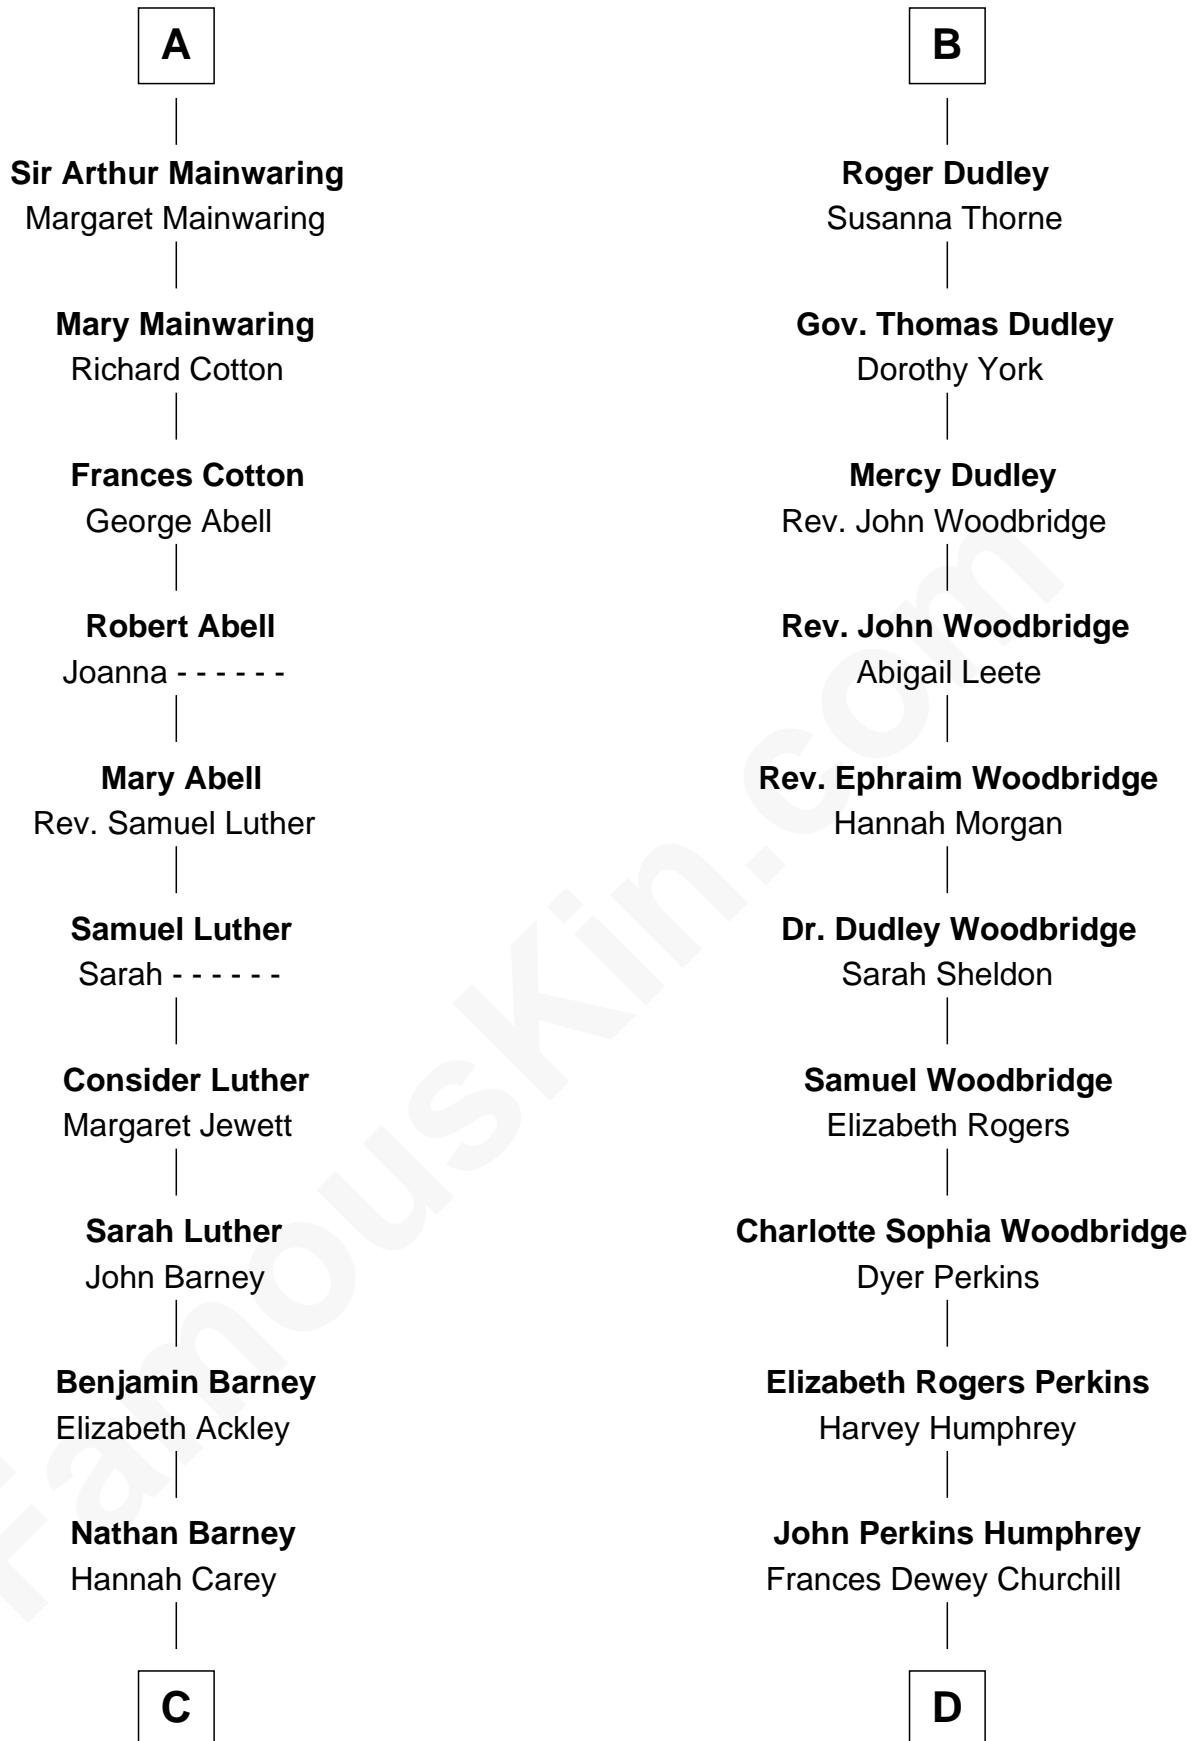 A
Sir Arthur Mainwaring
Margaret Mainwaring
Mary Mainwaring
Richard Cotton
Frances Cotton
George Abell
Robert Abell
Joanna - - - - - -
Mary Abell
Rev. Samuel Luther
Samuel Luther
Sarah - - - - - -
Consider Luther
Margaret Jewett
Sarah Luther
John Barney
Benjamin Barney
Elizabeth Ackley
Nathan Barney
Hannah Carey
C
B
Roger Dudley
Susanna Thorne
Gov. Thomas Dudley
Dorothy York
Mercy Dudley
Rev. John Woodbridge
Rev. John Woodbridge
Abigail Leete
Rev. Ephraim Woodbridge
Hannah Morgan
Dr. Dudley Woodbridge
Sarah Sheldon
Samuel Woodbridge
Elizabeth Rogers
Charlotte Sophia Woodbridge
Dyer Perkins
Elizabeth Rogers Perkins
Harvey Humphrey
John Perkins Humphrey
Frances Dewey Churchill
D
FamousKin.com